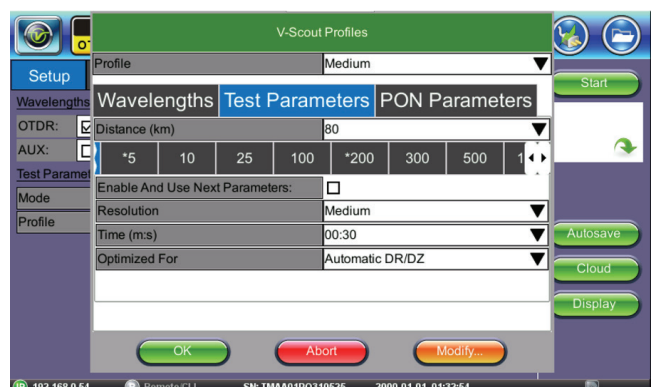 V-Scout Profiles
Profile Medium
Setup
Start
Wavelengths
Wavelengths Test Parameters PON Parameters
OTDR: Distance (km) 80
AUX: *5 10 25 100 *200 300 500
Enable And Use Next Parameters:
Mode Resolution Medium
Profile Time (m:s) 00:30 Autosave
Optimized For Automatic DR/DZ
Cloud
Display
OK Abort Modify...